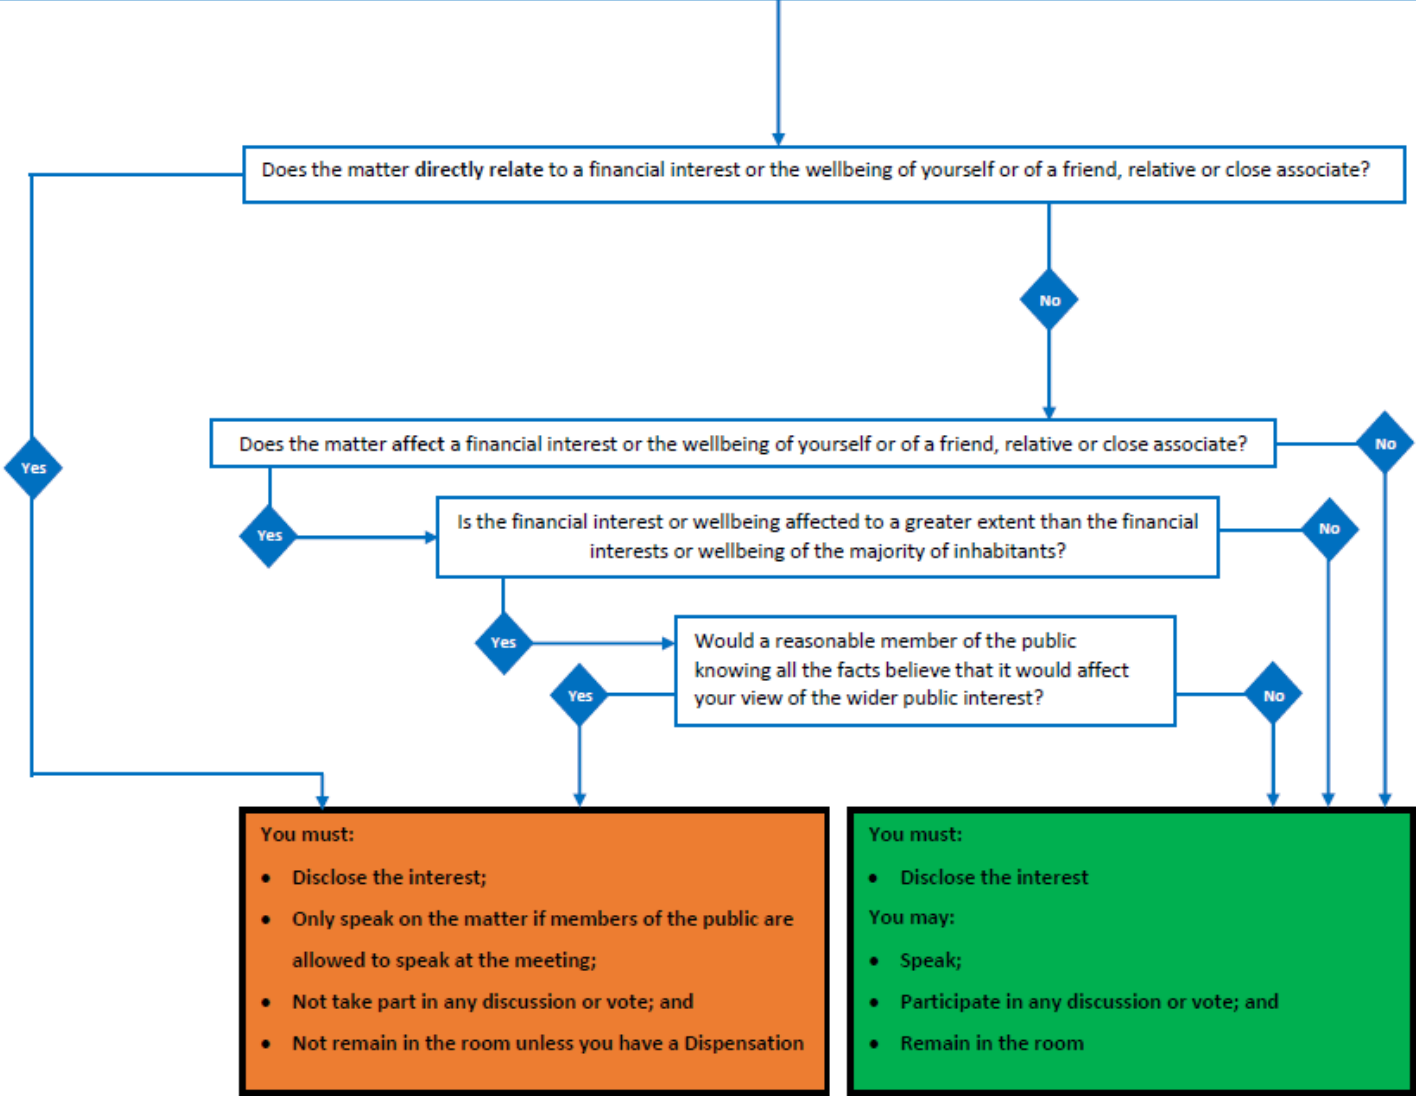 Does the matter directly relate to a financial interest or the wellbeing of yourself or of a friend, relative or close associate?
No
Yes
Does the matter affect a financial interest or the wellbeing of yourself or of a friend, relative or close associate?
No
Yes
Is the financial interest or wellbeing affected to a greater extent than the financial
interests or wellbeing of the majority of inhabitants?
No
Yes
Would a reasonable member of the public
knowing all the facts believe that it would affect
your view of the wider public interest?
Yes
No
You must:
• Disclose the interest;
• Only speak on the matter if members of the public are
allowed to speak at the meeting;
• Not take part in any discussion or vote; and
• Not remain in the room unless you have a Dispensation
You must:
• Disclose the interest
You may:
• Speak;
• Participate in any discussion or vote; and
• Remain in the room